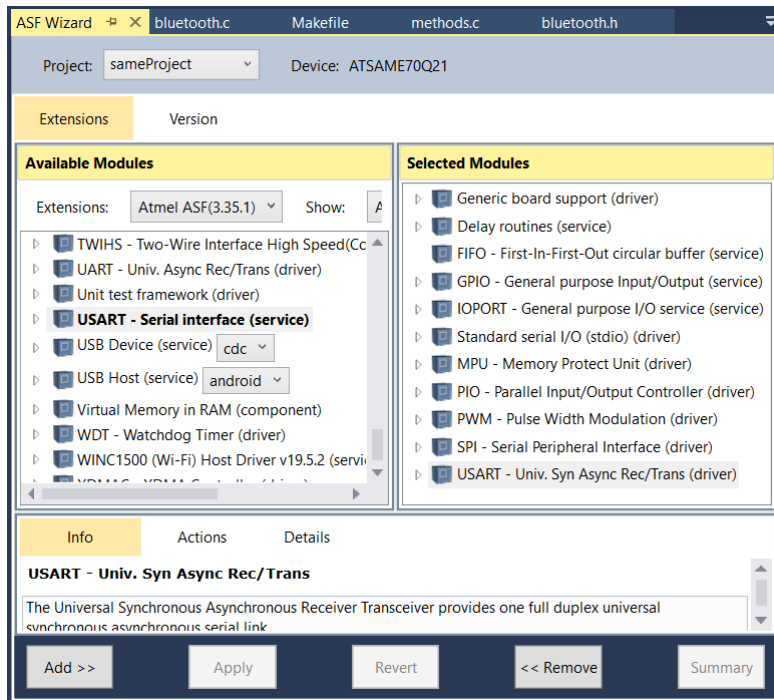 ASF Wizard bluetooth.c Makefile methods.c bluetooth.h
Project: sameProject Device: ATSAME70Q21
Extensions Version
Available Modules
Extensions: Atmel ASF(3.35.1) Show: A
TWIHS - Two-Wire Interface High Speed(Cc
UART - Univ. Async Rec/Trans (driver)
Unit test framework (driver)
USART - Serial interface (service)
USB Device (service) cdc
USB Host (service) android
Virtual Memory in RAM (component)
WDT - Watchdog Timer (driver)
WINC1500 (Wi-Fi) Host Driver v19.5.2 (servi
Selected Modules
Generic board support (driver)
Delay routines (service)
FIFO - First-In-First-Out circular buffer (service)
GPIO - General purpose Input/Output (service)
IOPORT - General purpose I/O service (service)
Standard serial I/O (stdio) (driver)
MPU - Memory Protect Unit (driver)
PIO - Parallel Input/Output Controller (driver)
PWM - Pulse Width Modulation (driver)
SPI - Serial Peripheral Interface (driver)
USART - Univ. Syn Async Rec/Trans (driver)
Info Actions Details
USART - Univ. Syn Async Rec/Trans
The Universal Synchronous Asynchronous Receiver Transceiver provides one full duplex universal
synchronous asynchronous serial link
Add >> Apply Revert << Remove Summary